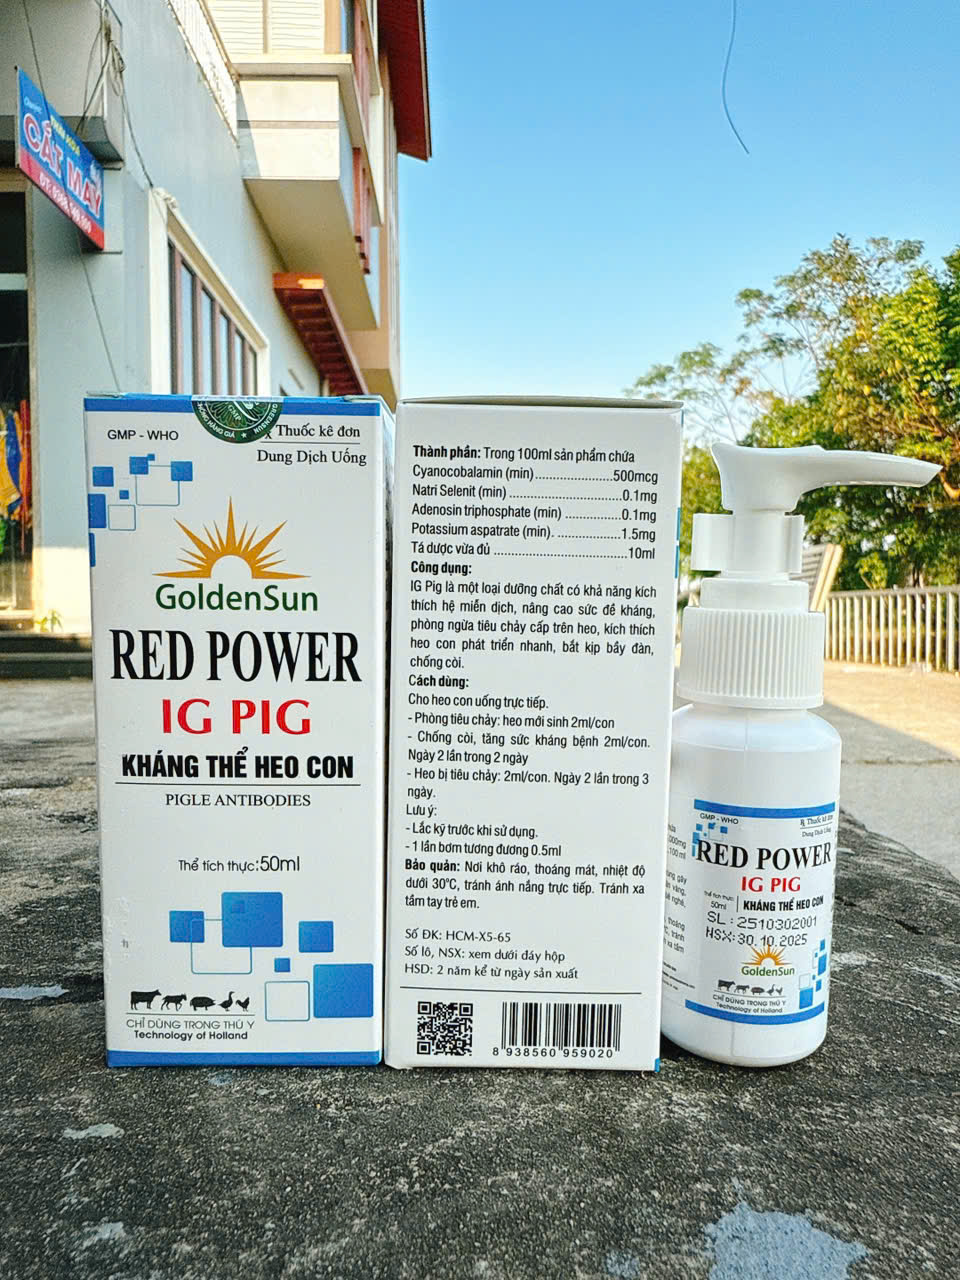 CẮT MAY
GMP - WHO
Thuốc kê đơn
Dung Dịch Uống
GoldenSun
RED POWER
IG PIG
KHÁNG THỂ HEO CON
PIGLE ANTIBODIES
Thể tích thực: 50ml
CHỈ DÙNG TRONG THÚ Y
Technology of Holland
Thành phần: Trong 100ml sản phẩm chứa
Cyanocobalamin (min)......................500mcg
Natri Selenit (min) ................................0.1mg
Adenosin triphosphate (min) ................0.1mg
Potassium aspatrate (min). ..................1.5mg
Tá dược vừa đủ .....................................10ml
Công dụng:
IG Pig là một loại dưỡng chất có khả năng kích
thích hệ miễn dịch, nâng cao sức đề kháng,
phòng ngừa tiêu chảy cấp trên heo, kích thích
heo con phát triển nhanh, bắt kịp bầy đàn,
chống còi.
Cách dùng:
Cho heo con uống trực tiếp.
- Phòng tiêu chảy: heo mới sinh 2ml/con
- Chống còi, tăng sức kháng bệnh 2ml/con.
Ngày 2 lần trong 2 ngày
- Heo bị tiêu chảy: 2ml/con. Ngày 2 lần trong 3
ngày.
Lưu ý:
- Lắc kỹ trước khi sử dụng.
- 1 lần bơm tương đương 0.5ml
Bảo quản: Nơi khô ráo, thoáng mát, nhiệt độ
dưới 30°C, tránh ánh nắng trực tiếp. Tránh xa
tầm tay trẻ em.
Số ĐK: HCM-X5-65
Số lô, NSX: xem dưới đáy hộp
HSD: 2 năm kể từ ngày sản xuất
8 938560 959020
GMP - WHO
℞ Thuốc kê đơn
Dung Dịch Uống
RED POWER
IG PIG
Thể tích thực:
50ml
KHÁNG THỂ HEO CON
SL : 2510302001
NSX: 30.10.2025
GoldenSun
CHỈ DÙNG TRONG THÚ Y
Technology of Holland